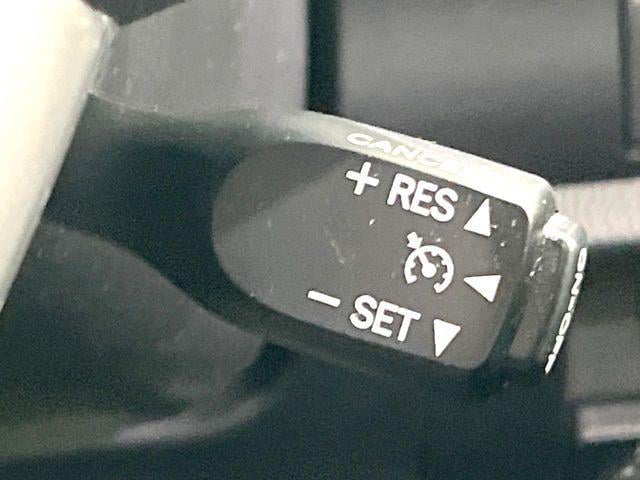 CANCEL
+ RES
- SET
ON·OFF